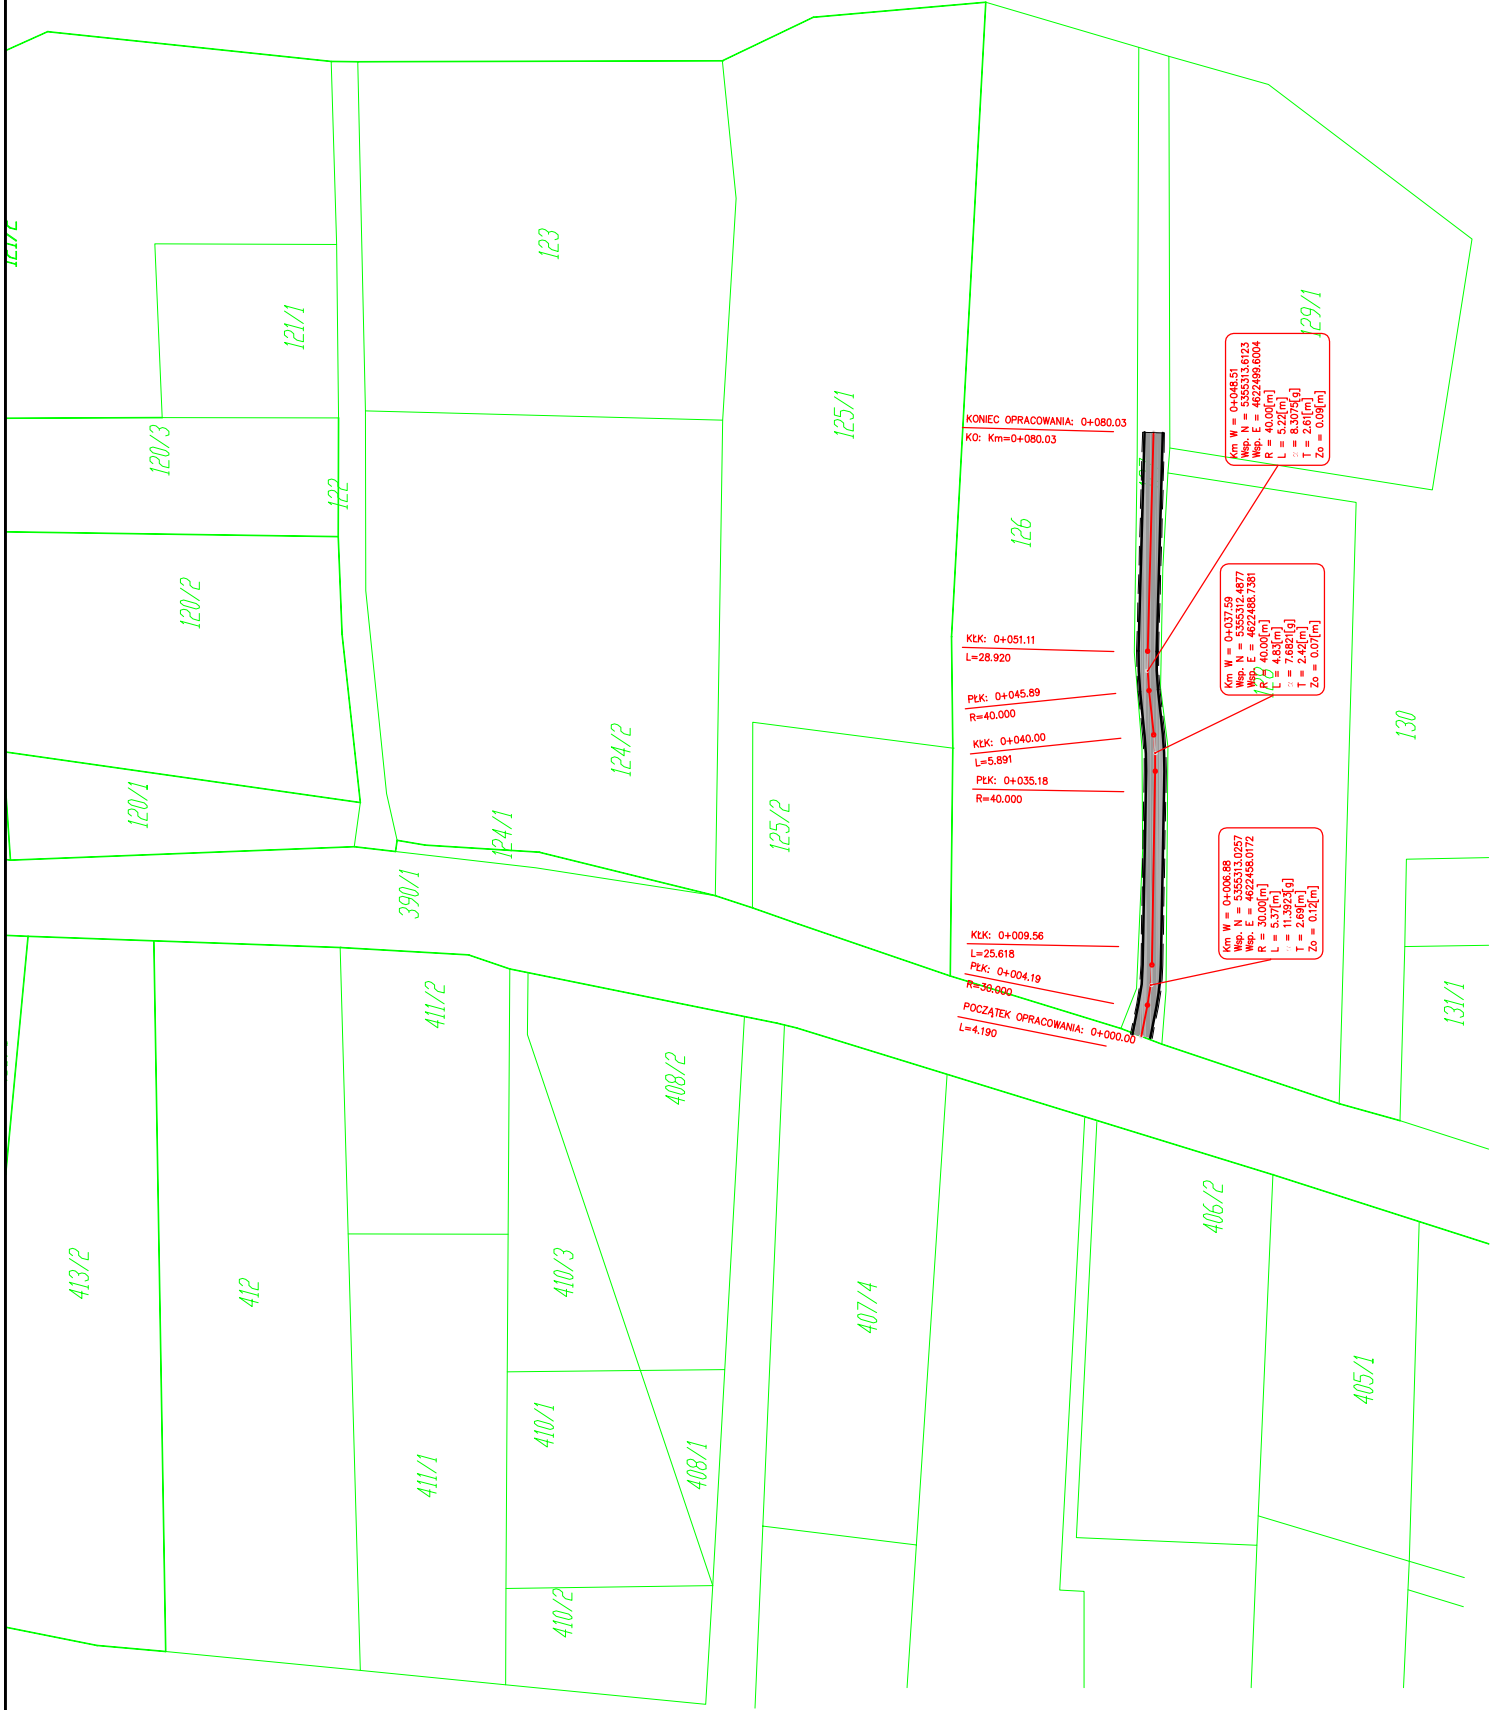 121/2
123
121/1
129/1
120/3
125/1
122
126
120/2
124/2
130
120/1
124/1
125/2
390/1
411/2
131/1
408/2
406/2
413/2
412
410/3
407/4
405/1
411/1
410/1
408/1
410/2
KONIEC OPRACOWANIA: 0+080.03
KO: Km=0+080.03
KŁK: 0+051.11
L=28.920
PŁK: 0+045.89
R=40.000
KŁK: 0+040.00
L=5.891
PŁK: 0+035.18
R=40.000
KŁK: 0+009.56
L=25.618
PŁK: 0+004.19
R=30.000
POCZĄTEK OPRACOWANIA: 0+000.00
L=4.190
Km W = 0+048.51
Wsp. N = 5355313.6123
Wsp. E = 4622499.6004
R = 40.00[m]
L = 5.22[m]
= 8.3075[g]
T = 2.61[m]
Zo = 0.09[m]
Km W = 0+037.59
Wsp. N = 5355312.4877
Wsp. E = 4622488.7381
R = 40.00[m]
L = 4.83[m]
= 7.6821[g]
T = 2.42[m]
Zo = 0.07[m]
Km W = 0+006.88
Wsp. N = 5355313.0257
Wsp. E = 4622458.0172
R = 30.00[m]
L = 5.37[m]
= 11.3923[g]
T = 2.69[m]
Zo = 0.12[m]